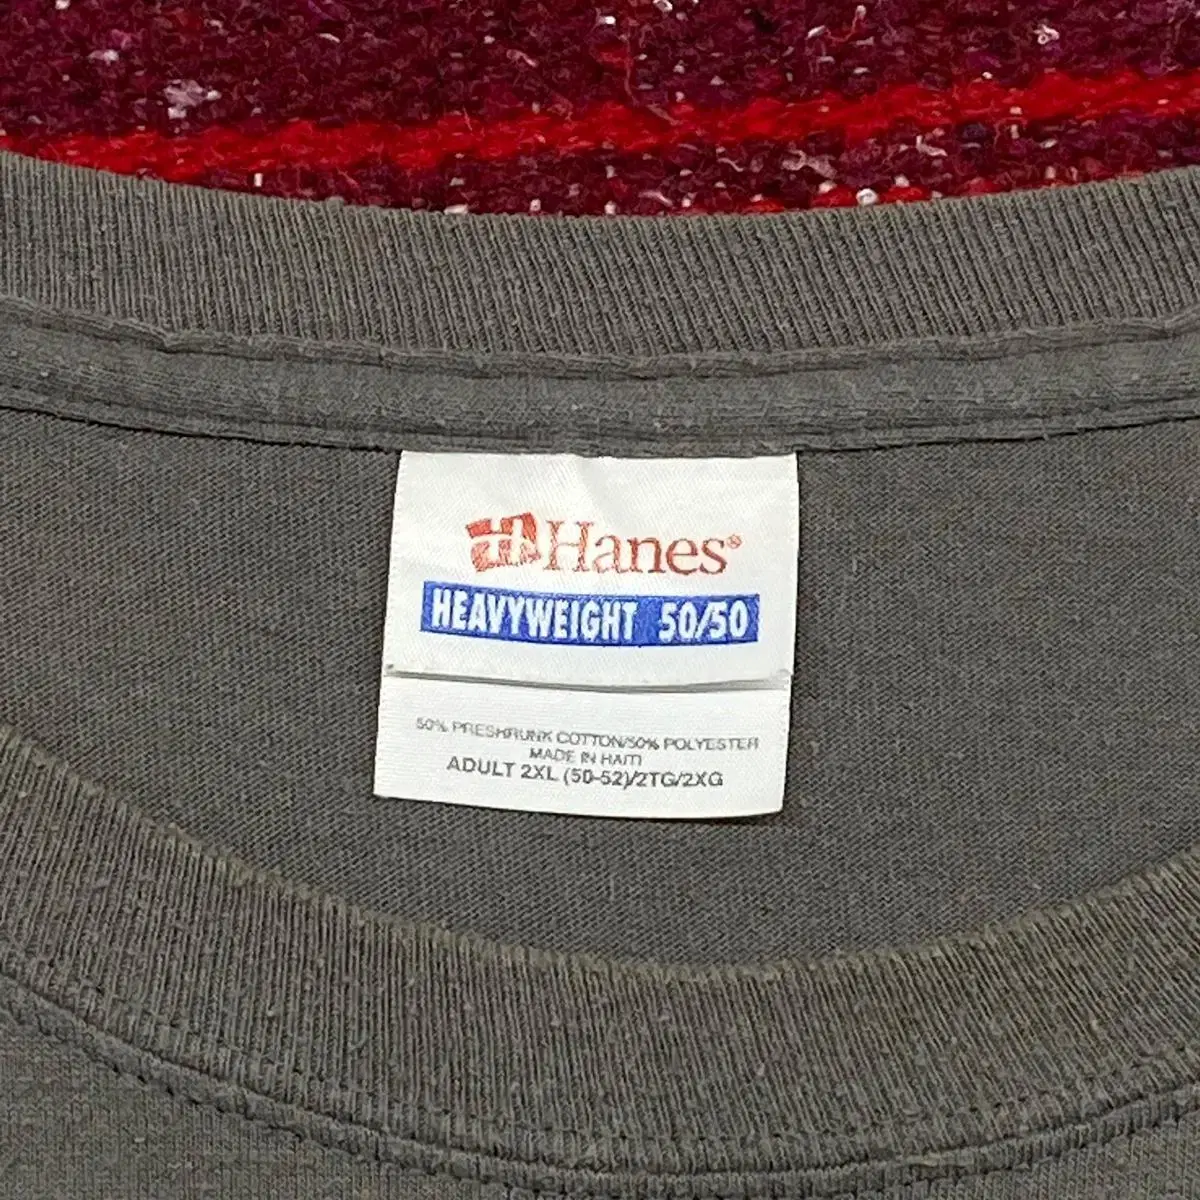 Hanes®
HEAVYWEIGHT 50/50
50% PRESHRUNK COTTON/50% POLYESTER
MADE IN HAITI
ADULT 2XL (50-52)/2TG/2XG